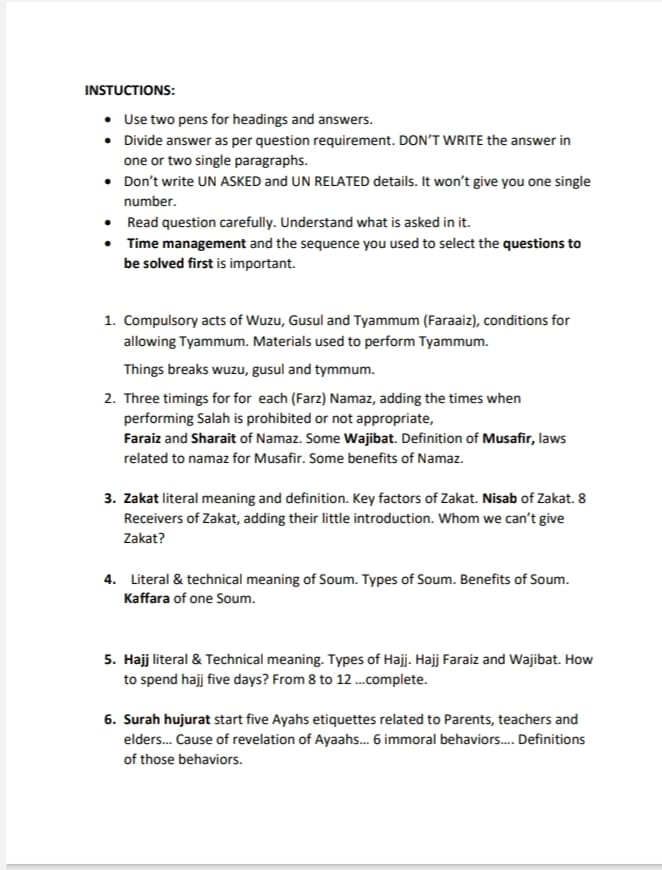 INSTUCTIONS:
• Use two pens for headings and answers.
• Divide answer as per question requirement. DON'T WRITE the answer in
one or two single paragraphs.
• Don't write UN ASKED and UN RELATED details. It won't give you one single
number.
• Read question carefully. Understand what is asked in it.
• Time management and the sequence you used to select the questions to
be solved first is important.
1. Compulsory acts of Wuzu, Gusul and Tyammum (Faraaiz), conditions for
allowing Tyammum. Materials used to perform Tyammum.
Things breaks wuzu, gusul and tymmum.
2. Three timings for for each (Farz) Namaz, adding the times when
performing Salah is prohibited or not appropriate,
Faraiz and Sharait of Namaz. Some Wajibat. Definition of Musafir, laws
related to namaz for Musafir. Some benefits of Namaz.
3. Zakat literal meaning and definition. Key factors of Zakat. Nisab of Zakat. 8
Receivers of Zakat, adding their little introduction. Whom we can't give
Zakat?
4. Literal & technical meaning of Soum. Types of Soum. Benefits of Soum.
Kaffara of one Soum.
5. Hajj literal & Technical meaning. Types of Hajj. Hajj Faraiz and Wajibat. How
to spend hajj five days? From 8 to 12 ...complete.
6. Surah hujurat start five Ayahs etiquettes related to Parents, teachers and
elders... Cause of revelation of Ayaahs... 6 immoral behaviors.... Definitions
of those behaviors.